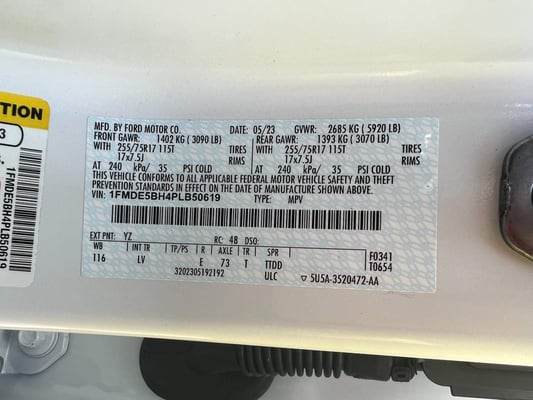 MFD. BY FORD MOTOR CO. DATE: 05/23 GVWR: 2685 KG ( 5920 LB)
FRONT GAWR: 1402 KG ( 3090 LB) REAR GAWR: 1393 KG ( 3070 LB)
WITH 255/75R17 115T TIRES WITH 255/75R17 115T TIRES
17x7.5J RIMS 17x7.5J RIMS
AT 240 kPa/ 35 PSI COLD AT 240 kPa/ 35 PSI COLD
THIS VEHICLE CONFORMS TO ALL APPLICABLE FEDERAL MOTOR VEHICLE SAFETY AND THEFT
PREVENTION STANDARDS IN EFFECT ON THE DATE OF MANUFACTURE SHOWN ABOVE.
VIN: 1FMDE5BH4PLB50619 TYPE: MPV
EXT PNT: YZ RC: 48 DSO:
WB INT TR TP/PS R AXLE TR SPR F0341
116 LV E 73 T TTDD T0654
3202305192192 ULC 5U5A-3520472-AA
TION
3
1FMDE5BH4PLB50619